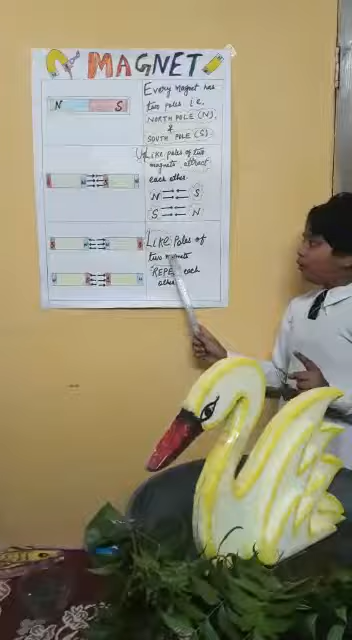 MAGNET
N S
Every magnet has
two poles i.e.
NORTH POLE (N),
&
SOUTH POLE (S).
UnLike poles of two
magnets attract
each other.
N S
S N
LIKE Poles of
two magnets
"REPEL each
other